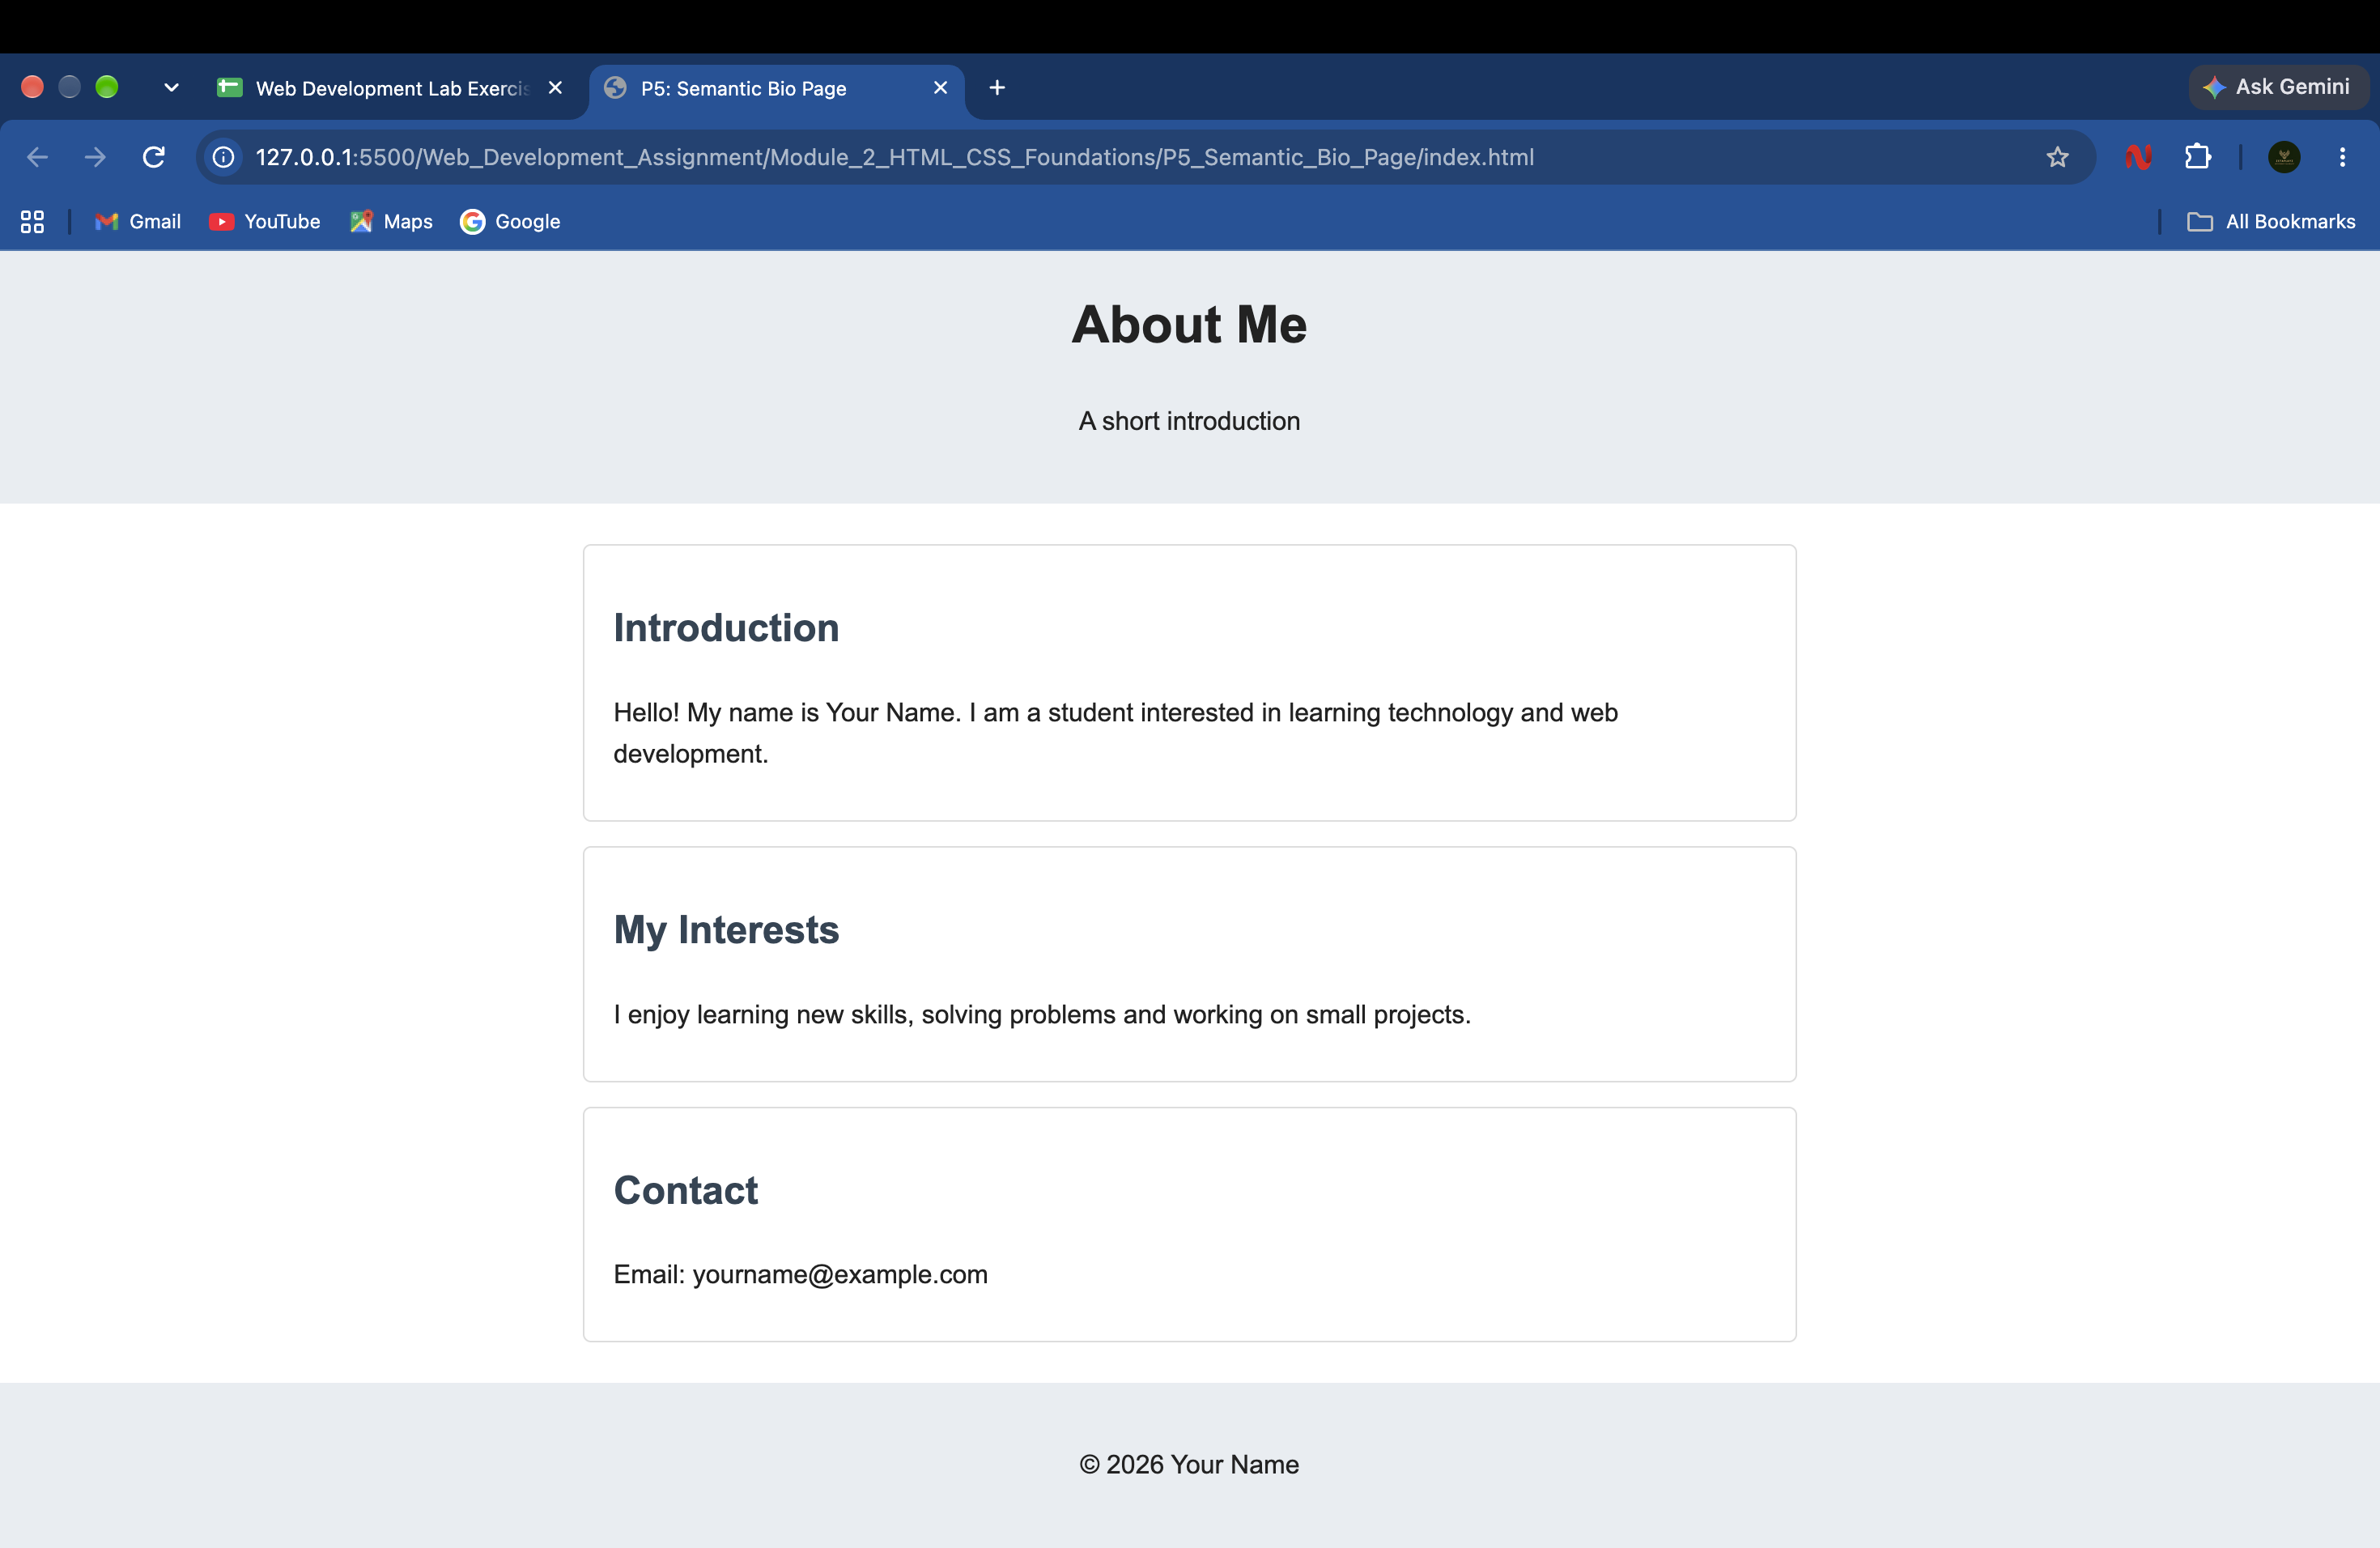 Web Development Lab Exercis
P5: Semantic Bio Page
Ask Gemini
127.0.0.1:5500/Web_Development_Assignment/Module_2_HTML_CSS_Foundations/P5_Semantic_Bio_Page/index.html
Gmail
YouTube
Maps
Google
All Bookmarks
About Me
A short introduction
Introduction
Hello! My name is Your Name. I am a student interested in learning technology and web
development.
My Interests
I enjoy learning new skills, solving problems and working on small projects.
Contact
Email: yourname@example.com
© 2026 Your Name